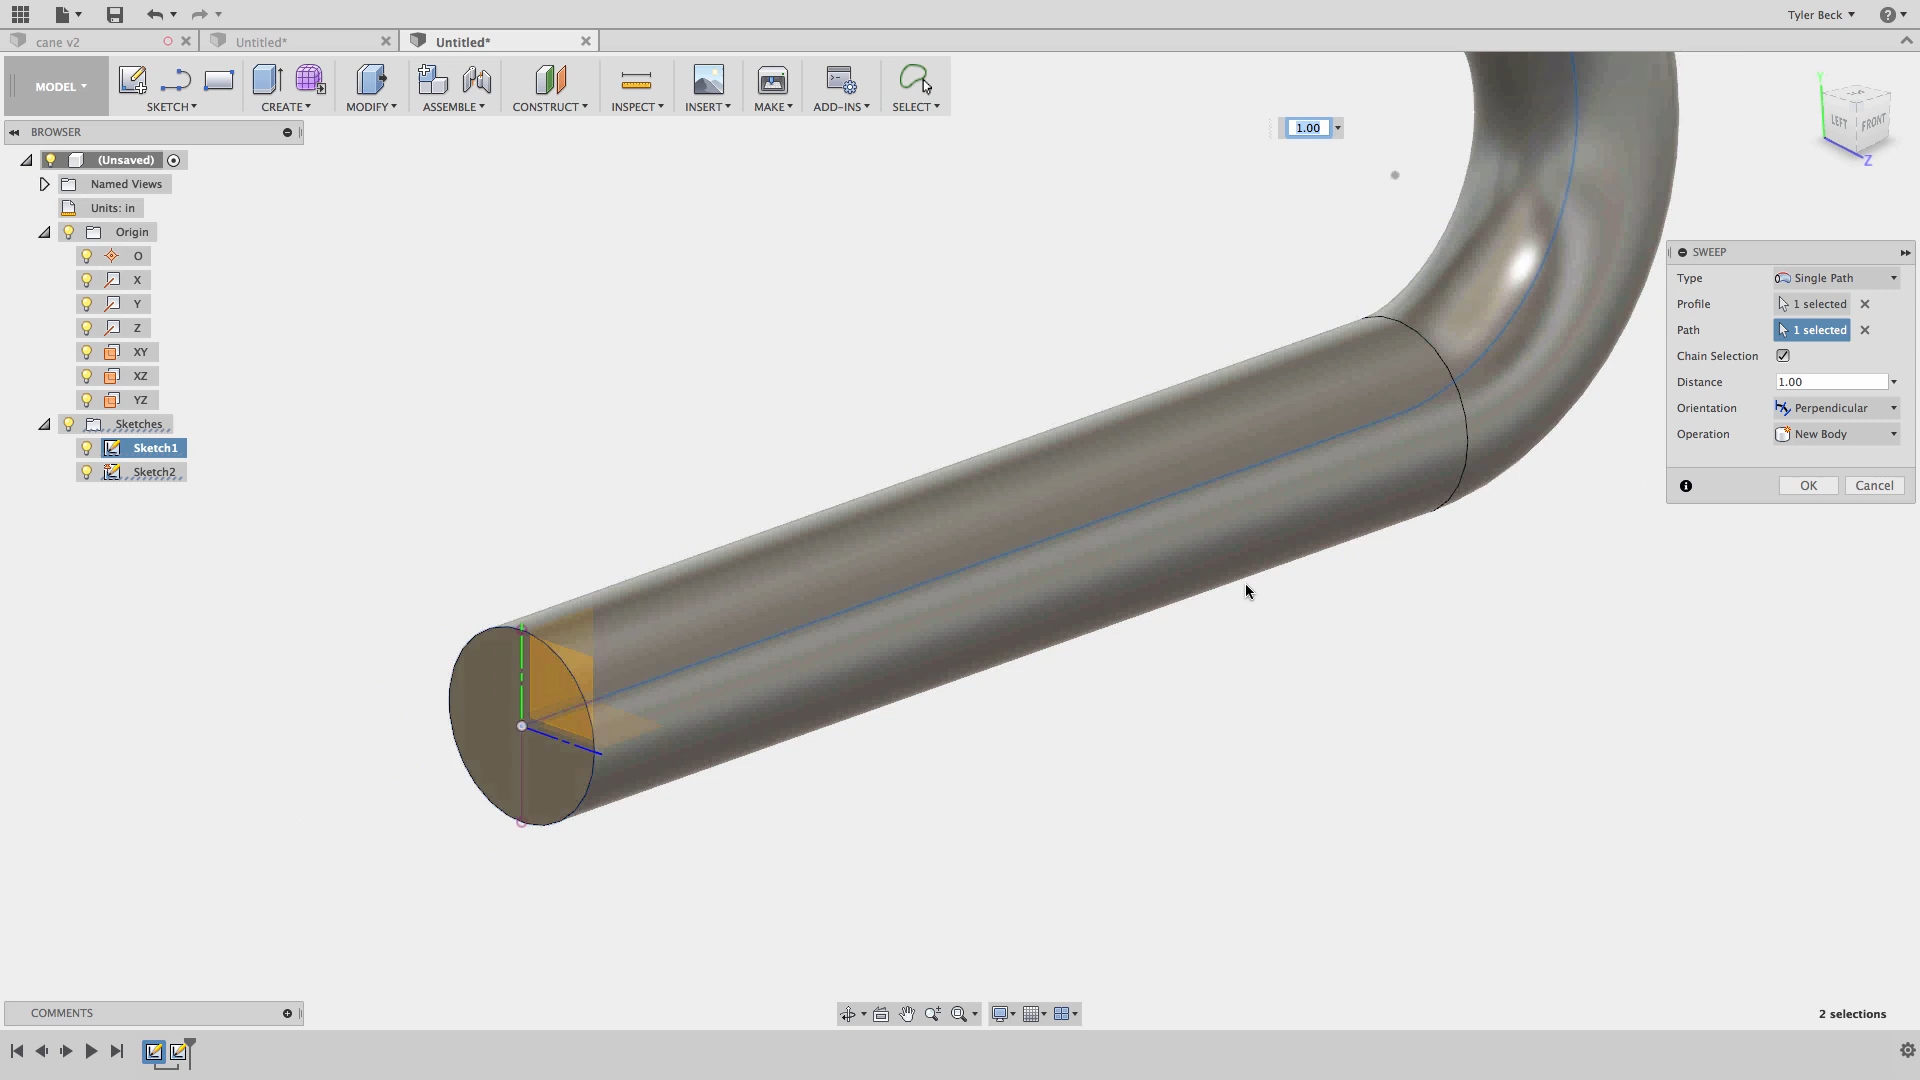 Tyler Beck
cane v2
Untitled*
Untitled*
MODEL
SKETCH
CREATE
MODIFY
ASSEMBLE
CONSTRUCT
INSPECT
INSERT
MAKE
ADD-INS
SELECT
BROWSER
(Unsaved)
Named Views
Units: in
Origin
O
X
Y
Z
XY
XZ
YZ
Sketches
Sketch1
Sketch2
1.00
Y
LEFT
FRONT
Z
SWEEP
Type
Single Path
Profile
1 selected
Path
1 selected
Chain Selection
Distance
1.00
Orientation
Perpendicular
Operation
New Body
OK
Cancel
COMMENTS
2 selections